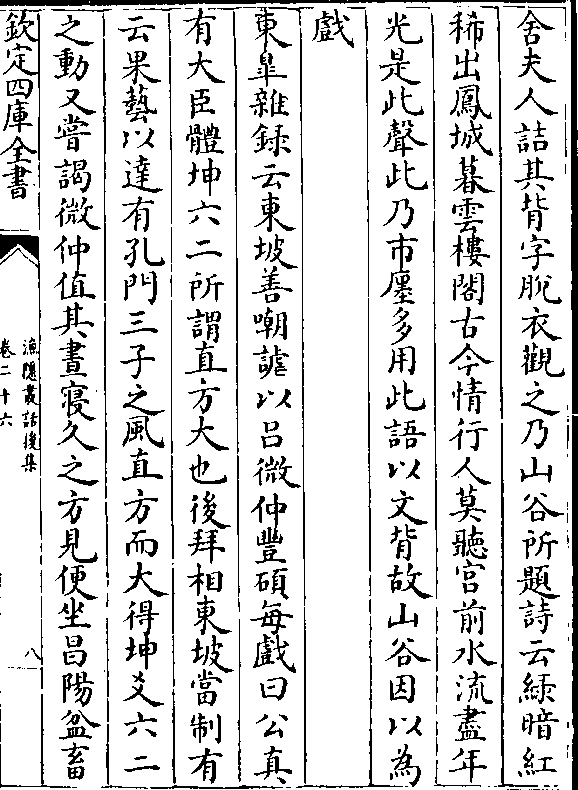 舍夫人詰其背字脫衣觀之乃山谷所題詩云綠暗紅
稀出鳳城暮雲樓閣古今情行人莫聽宮前水流盡年
光是此聲此乃市廛多用此語以文背故山谷因以為
戲
東臯雜録云東坡善嘲謔以呂微仲豐碩每戲曰公真
有大臣體坤六二所謂直方大也後拜相東坡當制有
云果藝以達有孔門三子之風直方而大得坤爻六二
之動又嘗謁微仲值其晝寢久之方見便坐昌陽盆畜
欽定四庫全書
漁隱叢話後集
卷二十六
八